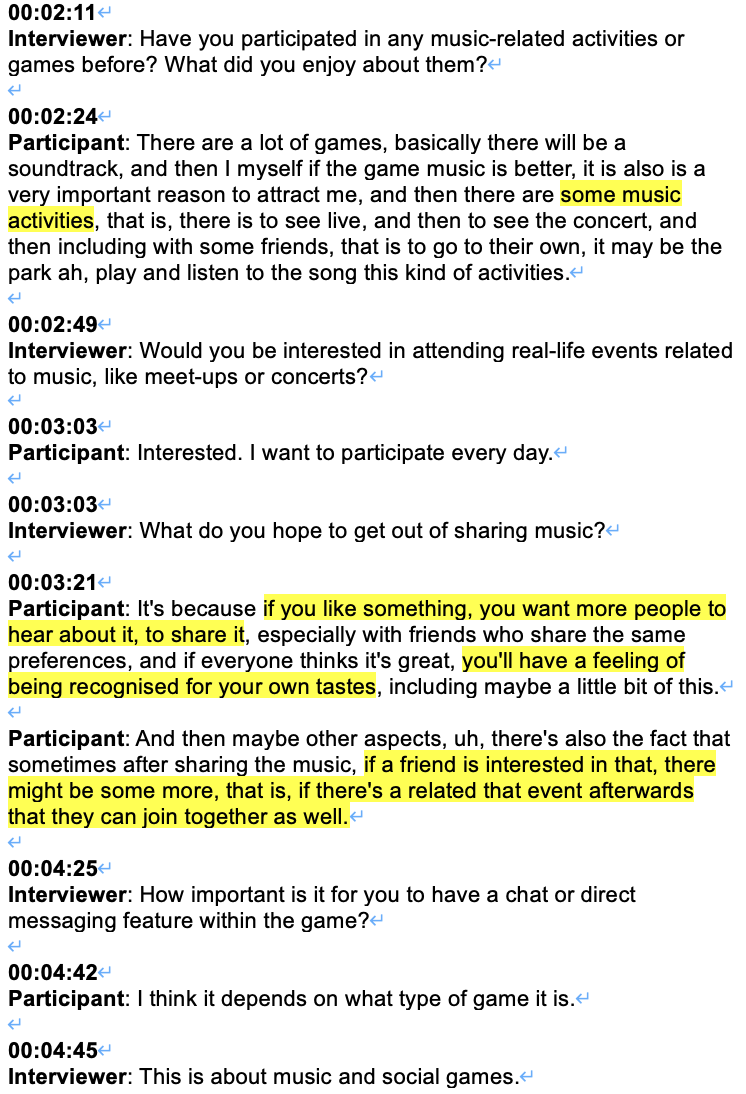 00:02:11↵
Interviewer: Have you participated in any music-related activities or
games before? What did you enjoy about them?↵
↵
00:02:24↵
Participant: There are a lot of games, basically there will be a
soundtrack, and then I myself if the game music is better, it is also is a
very important reason to attract me, and then there are some music
activities, that is, there is to see live, and then to see the concert, and
then including with some friends, that is to go to their own, it may be the
park ah, play and listen to the song this kind of activities.↵
↵
00:02:49↵
Interviewer: Would you be interested in attending real-life events related
to music, like meet-ups or concerts?↵
↵
00:03:03↵
Participant: Interested. I want to participate every day.↵
↵
00:03:03↵
Interviewer: What do you hope to get out of sharing music?↵
↵
00:03:21↵
Participant: It's because if you like something, you want more people to
hear about it, to share it, especially with friends who share the same
preferences, and if everyone thinks it's great, you'll have a feeling of
being recognised for your own tastes, including maybe a little bit of this.↵
↵
Participant: And then maybe other aspects, uh, there's also the fact that
sometimes after sharing the music, if a friend is interested in that, there
might be some more, that is, if there's a related that event afterwards
that they can join together as well.↵
↵
00:04:25↵
Interviewer: How important is it for you to have a chat or direct
messaging feature within the game?↵
↵
00:04:42↵
Participant: I think it depends on what type of game it is.↵
↵
00:04:45↵
Interviewer: This is about music and social games.↵